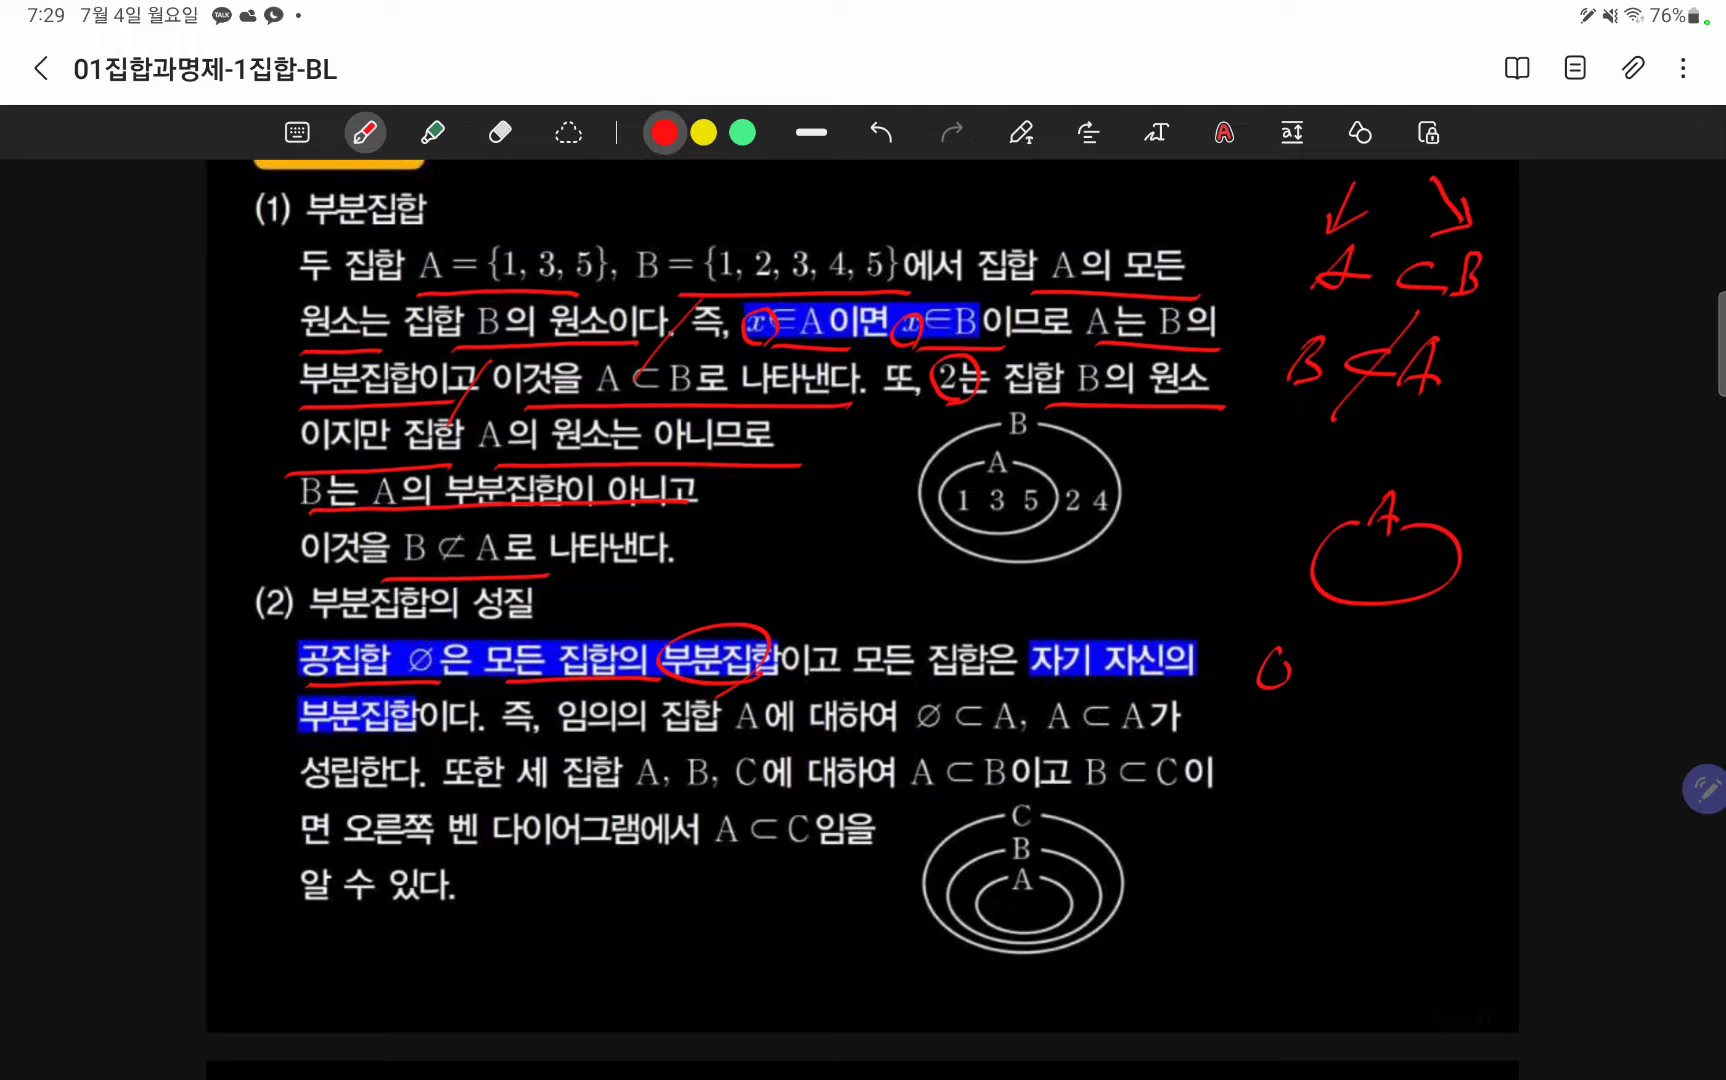 7:29 7월 4일 월요일 TALK 76%
01집합과명제-1집합-BL
(1) 부분집합
두 집합 A = {1, 3, 5}, B = {1, 2, 3, 4, 5}에서 집합 A의 모든
원소는 집합 B의 원소이다. 즉, x∈A이면 x∈B이므로 A는 B의
부분집합이고 이것을 A ⊂ B로 나타낸다. 또, 2는 집합 B의 원소
이지만 집합 A의 원소는 아니므로
B는 A의 부분집합이 아니고
이것을 B ⊄ A로 나타낸다.
B
A
1 3 5 2 4
A ⊂ B
B ⊄ A
A
(2) 부분집합의 성질
공집합 ∅은 모든 집합의 부분집합이고 모든 집합은 자기 자신의
부분집합이다. 즉, 임의의 집합 A에 대하여 ∅ ⊂ A, A ⊂ A가
성립한다. 또한 세 집합 A, B, C에 대하여 A ⊂ B이고 B ⊂ C이
면 오른쪽 벤 다이어그램에서 A ⊂ C임을
알 수 있다.
C
B
A